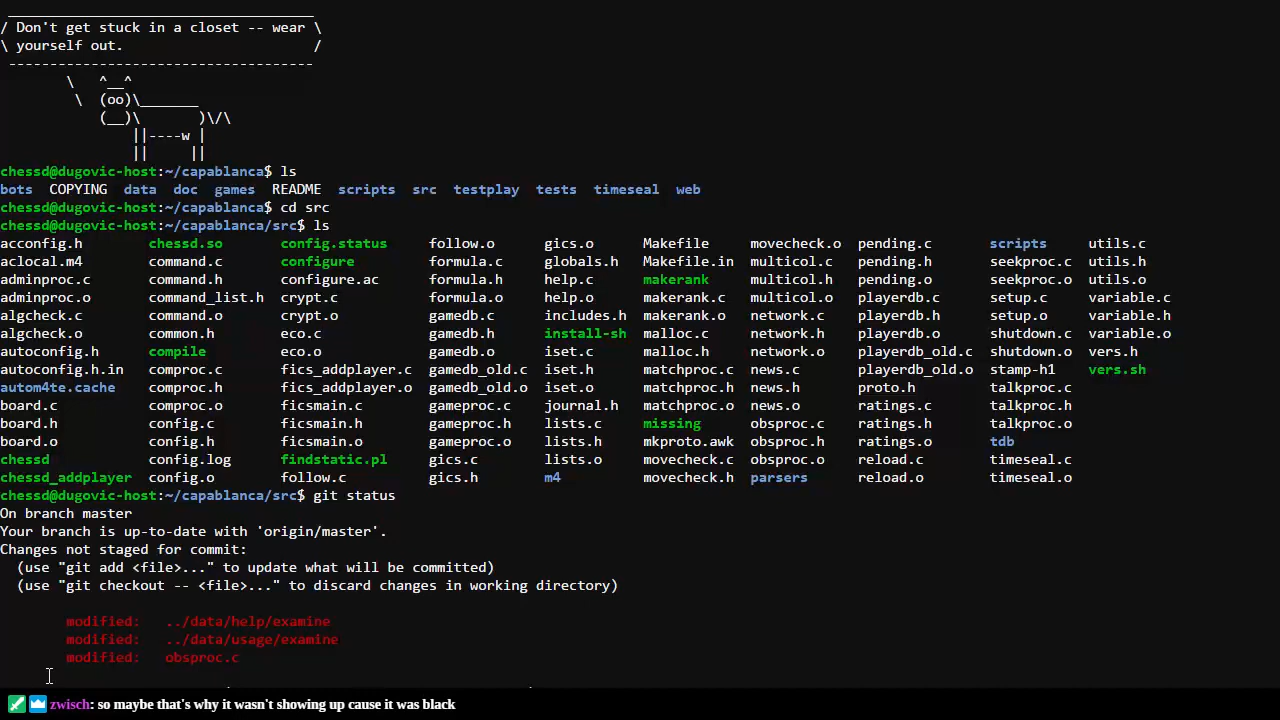 / Don't get stuck in a closet -- wear \
\ yourself out. /
-------------------------------------
\ ^__^
\ (oo)\_______
(__)\ )\/\
||----w |
|| ||
chessd@dugovic-host:~/capablanca$ ls
bots COPYING data doc games README scripts src testplay tests timeseal web
chessd@dugovic-host:~/capablanca$ cd src
chessd@dugovic-host:~/capablanca/src$ ls
acconfig.h chessd.so config.status follow.o gics.o Makefile movecheck.o pending.c scripts utils.c
aclocal.m4 command.c configure formula.c globals.h Makefile.in multicol.c pending.h seekproc.c utils.h
adminproc.c command.h configure.ac formula.h help.c makerank multicol.h pending.o seekproc.o utils.o
adminproc.o command_list.h crypt.c formula.o help.o makerank.c multicol.o playerdb.c setup.c variable.c
algcheck.c command.o crypt.o gamedb.c includes.h makerank.o network.c playerdb.h setup.o variable.h
algcheck.o common.h eco.c gamedb.h install-sh malloc.c network.h playerdb.o shutdown.c variable.o
autoconfig.h compile eco.o gamedb.o iset.c malloc.h network.o playerdb_old.c shutdown.o vers.h
autoconfig.h.in comproc.c fics_addplayer.c gamedb_old.c iset.h matchproc.c news.c playerdb_old.o stamp-h1 vers.sh
autom4te.cache comproc.h fics_addplayer.o gamedb_old.o iset.o matchproc.h news.h proto.h talkproc.c
board.c comproc.o ficsmain.c gameproc.c journal.h matchproc.o news.o ratings.c talkproc.h
board.h config.c ficsmain.h gameproc.h lists.c missing obsproc.c ratings.h talkproc.o
board.o config.h ficsmain.o gameproc.o lists.h mkproto.awk obsproc.h ratings.o tdb
chessd config.log findstatic.pl gics.c lists.o movecheck.c obsproc.o reload.c timeseal.c
chessd_addplayer config.o follow.c gics.h m4 movecheck.h parsers reload.o timeseal.o
chessd@dugovic-host:~/capablanca/src$ git status
On branch master
Your branch is up-to-date with 'origin/master'.
Changes not staged for commit:
(use "git add <file>..." to update what will be committed)
(use "git checkout -- <file>..." to discard changes in working directory)
modified: ../data/help/examine
modified: ../data/usage/examine
modified: obsproc.c
zwisch: so maybe that's why it wasn't showing up cause it was black